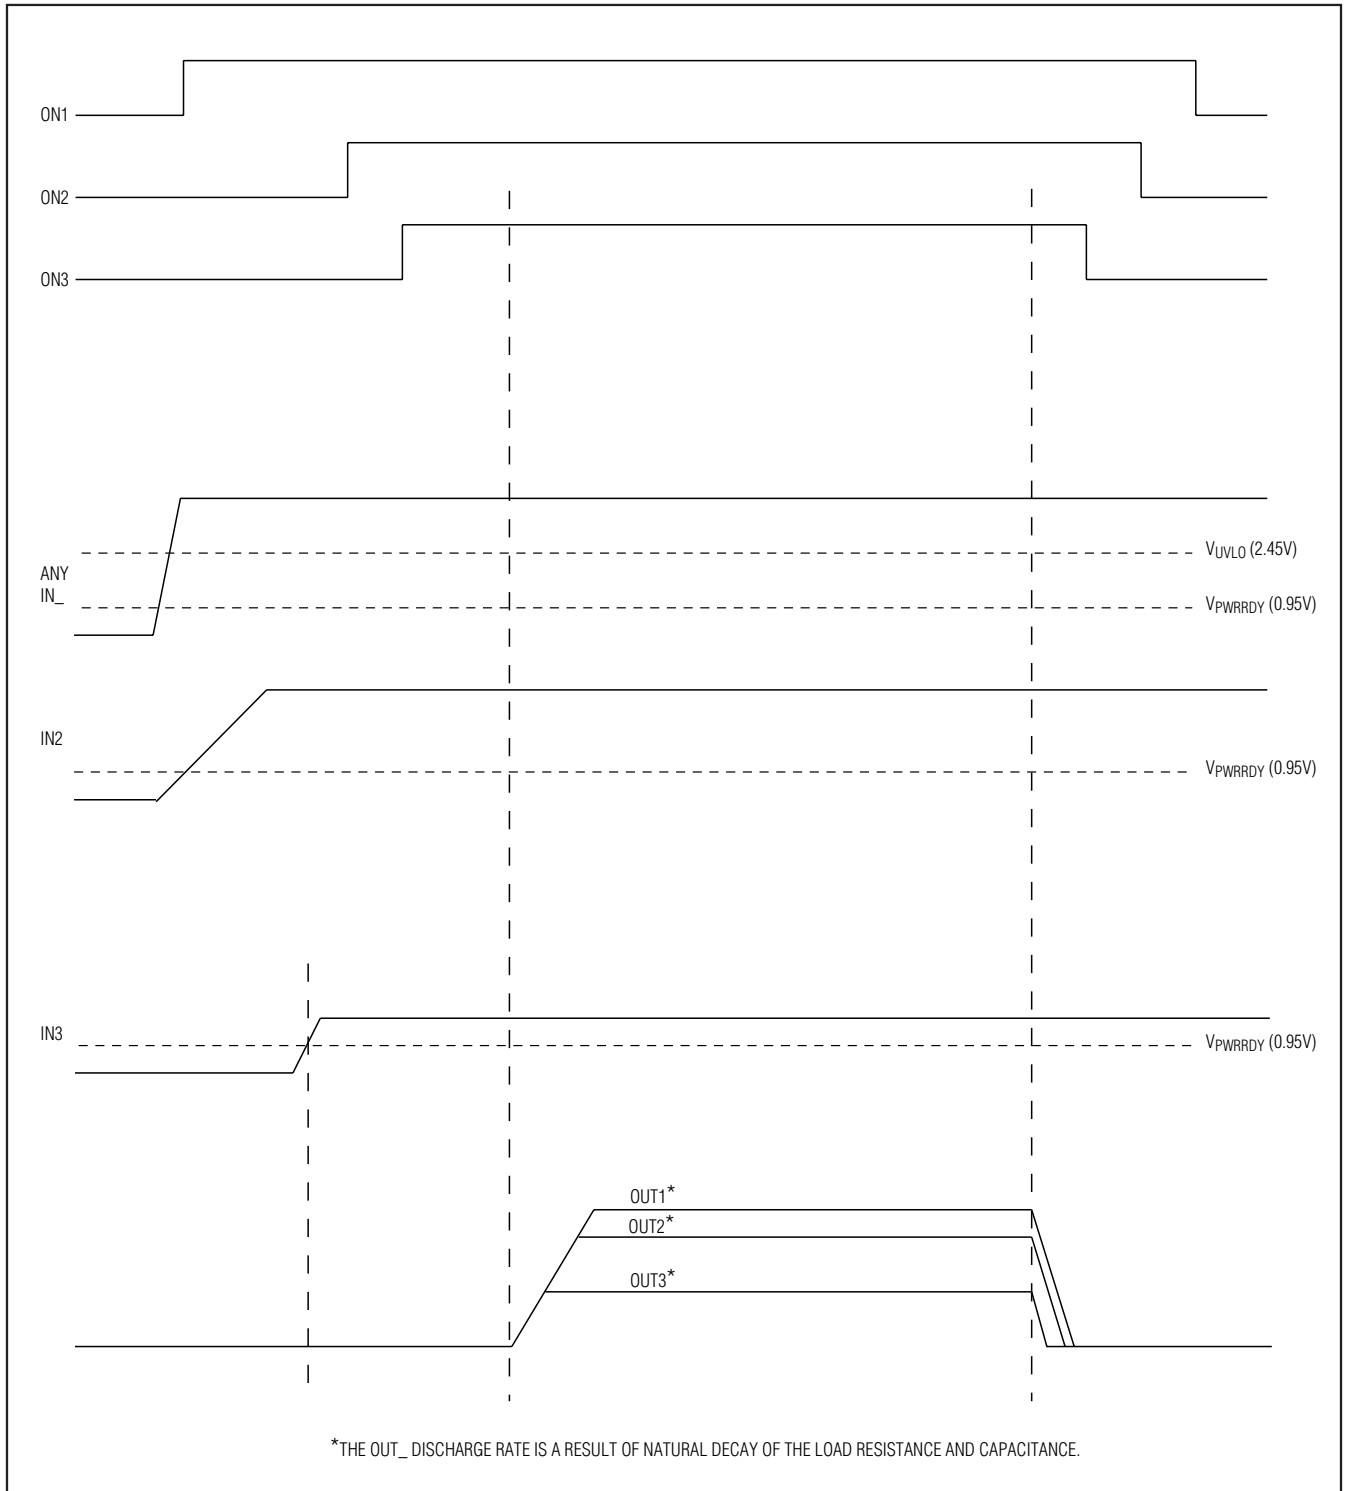 ON1
ON2
ON3
VUVLO (2.45V)
ANY
IN_
VPWRRDY (0.95V)
IN2
VPWRRDY (0.95V)
IN3
VPWRRDY (0.95V)
OUT1*
OUT2*
OUT3*
*THE OUT_ DISCHARGE RATE IS A RESULT OF NATURAL DECAY OF THE LOAD RESISTANCE AND CAPACITANCE.